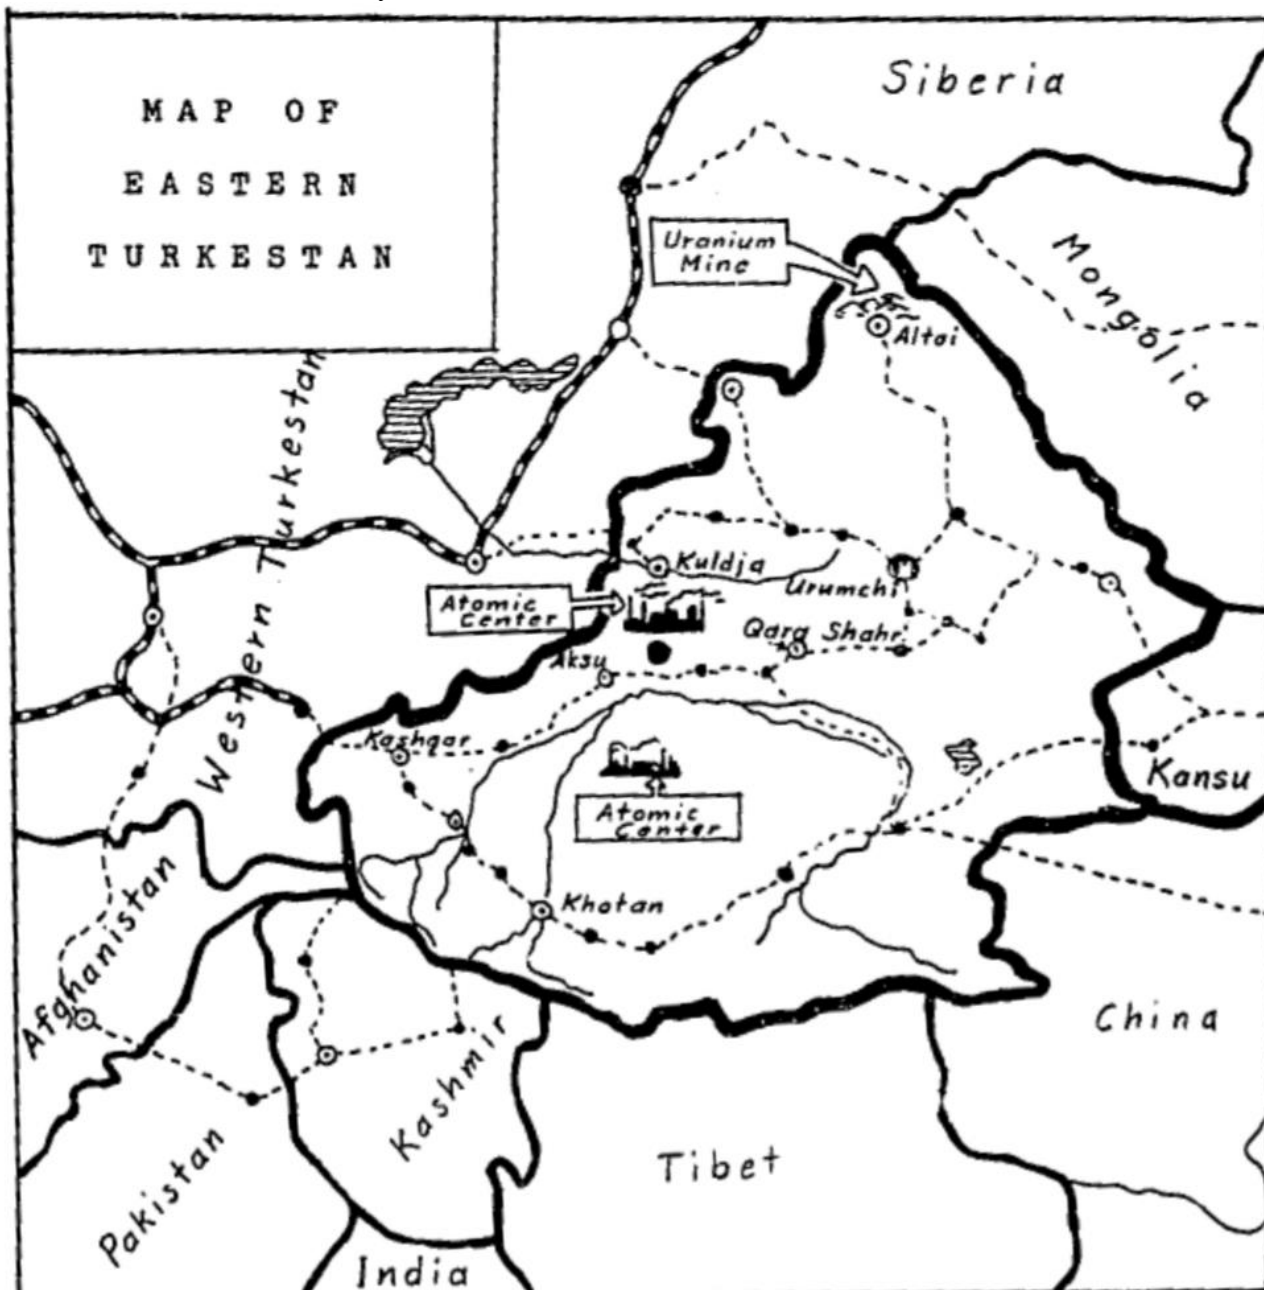 MAP OF
EASTERN
TURKESTAN
Siberia
Uranium
Mine
Mongolia
Altai
Western Turkestan
Kuldja
Urumchi
Atomic
Center
Qara Shahr
Aksu
Kashgar
Kansu
Atomic
Center
Khotan
Afghanistan
China
Kashmir
Pakistan
Tibet
India